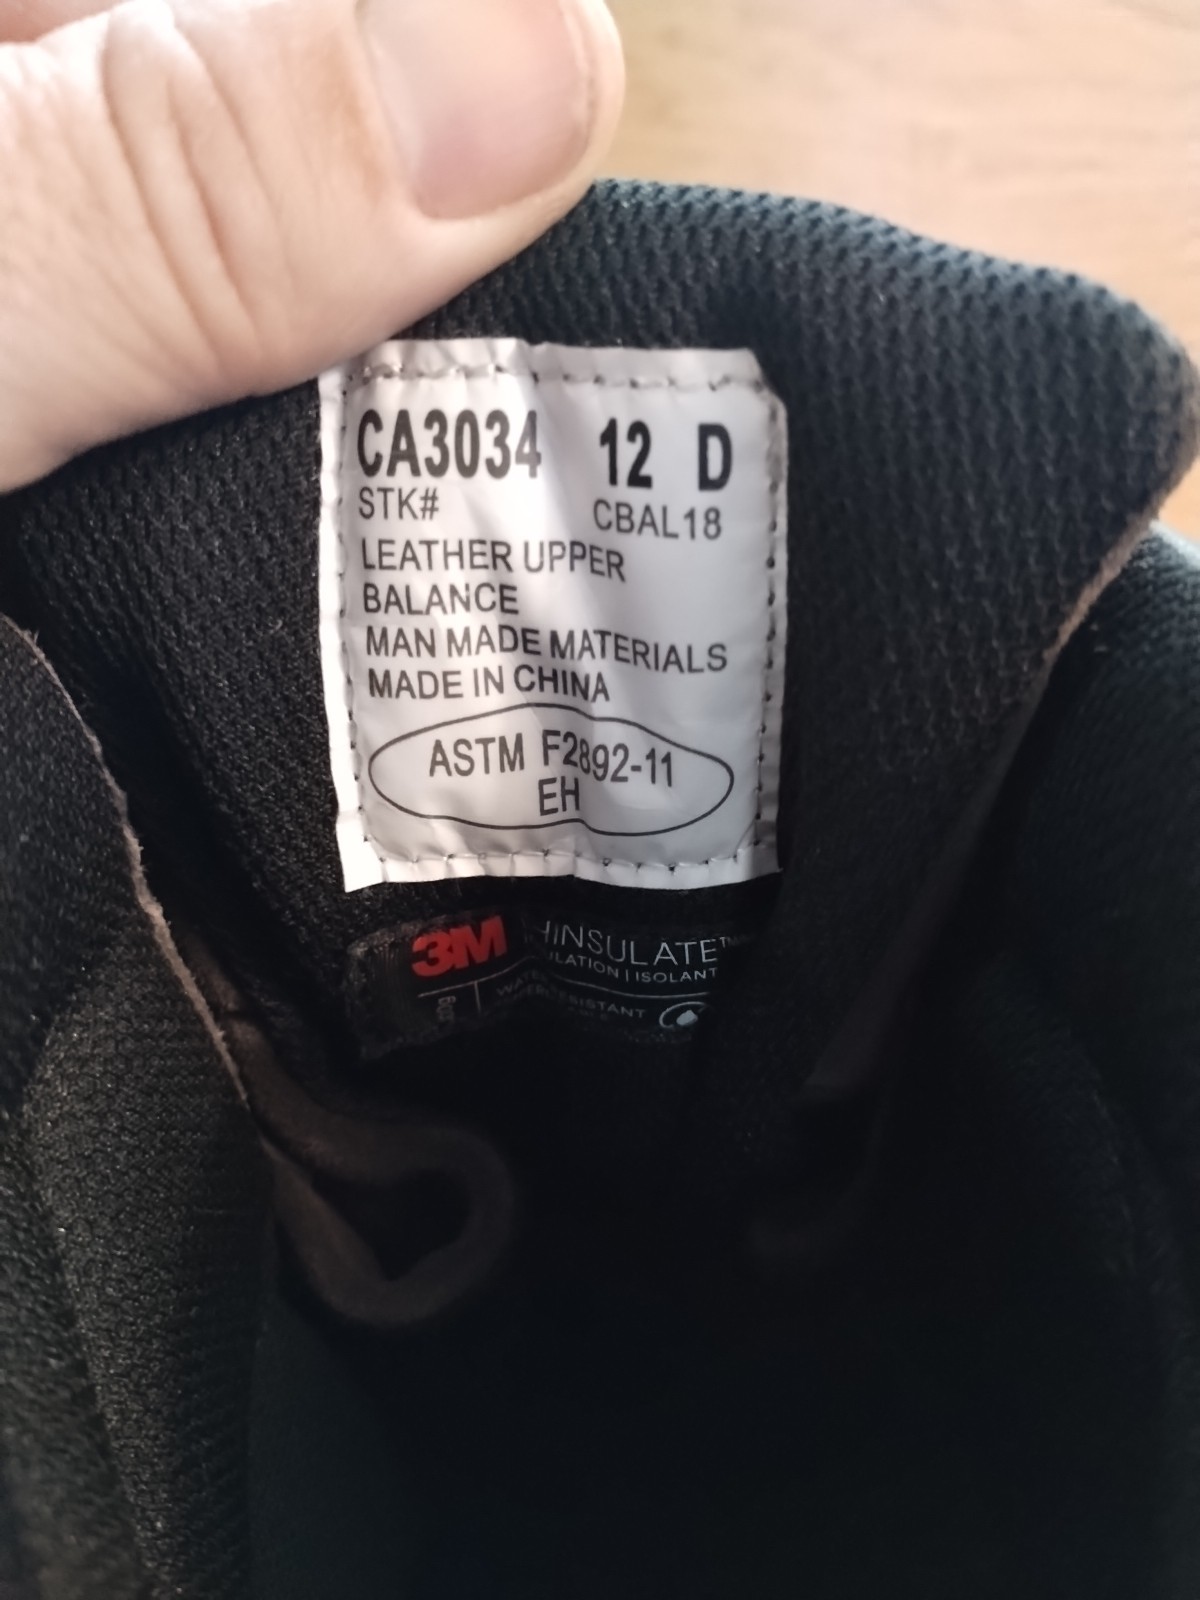 CA3034 12 D
STK# CBAL18
LEATHER UPPER
BALANCE
MAN MADE MATERIALS
MADE IN CHINA
ASTM F2892-11
EH
3M HINSULATE™
ULATION | ISOLANT